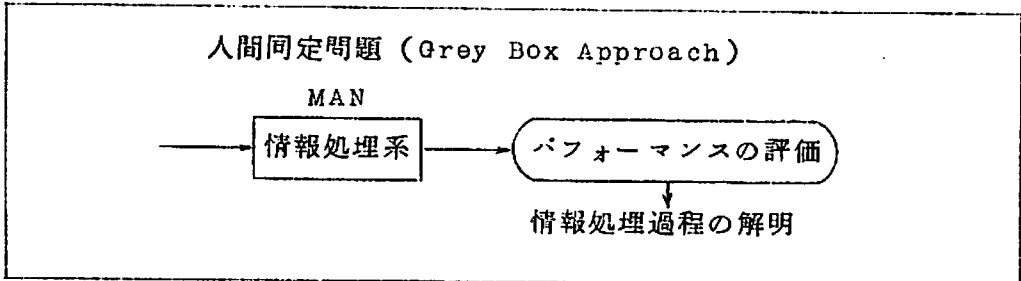 人間同定問題 (Grey Box Approach)
MAN
情報処理系
パフォーマンスの評価
情報処理過程の解明